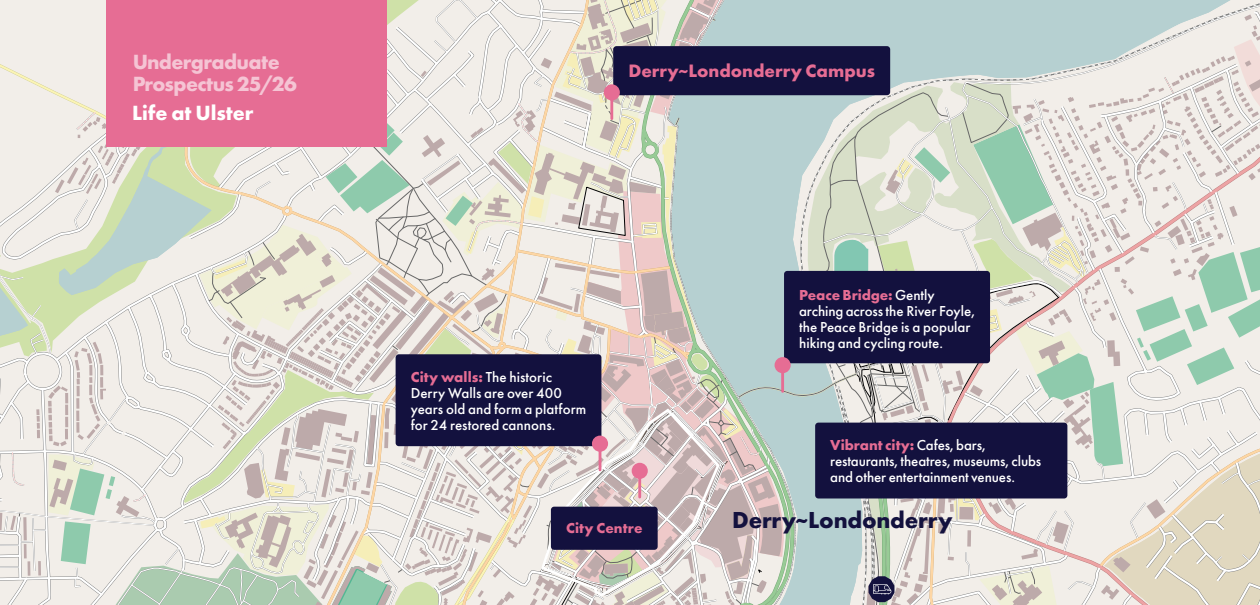 Undergraduate
Prospectus 25/26
Life at Ulster
Derry~Londonderry Campus
Peace Bridge: Gently
arching across the River Foyle,
the Peace Bridge is a popular
hiking and cycling route.
City walls: The historic
Derry Walls are over 400
years old and form a platform
for 24 restored cannons.
Vibrant city: Cafes, bars,
restaurants, theatres, museums, clubs
and other entertainment venues.
City Centre
Derry~Londonderry